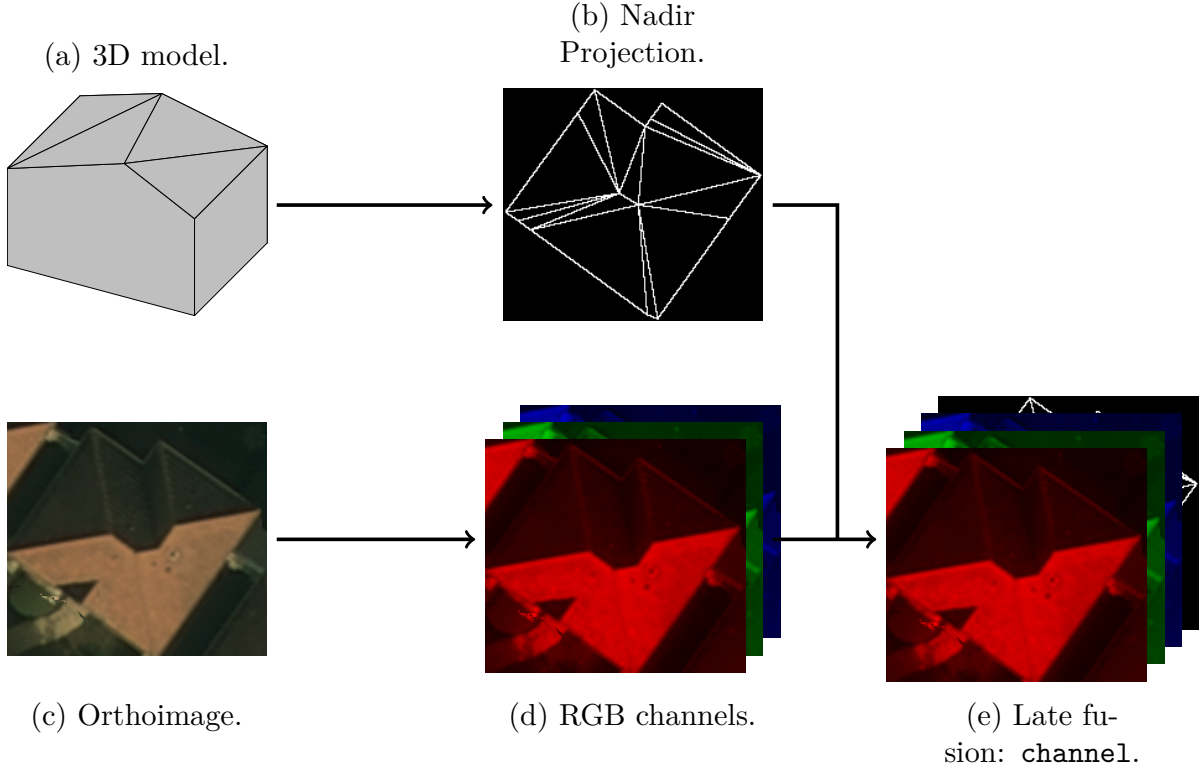 (a) 3D model.
(b) Nadir
Projection.
(c) Orthoimage.
(d) RGB channels.
(e) Late fu-
sion: channel.